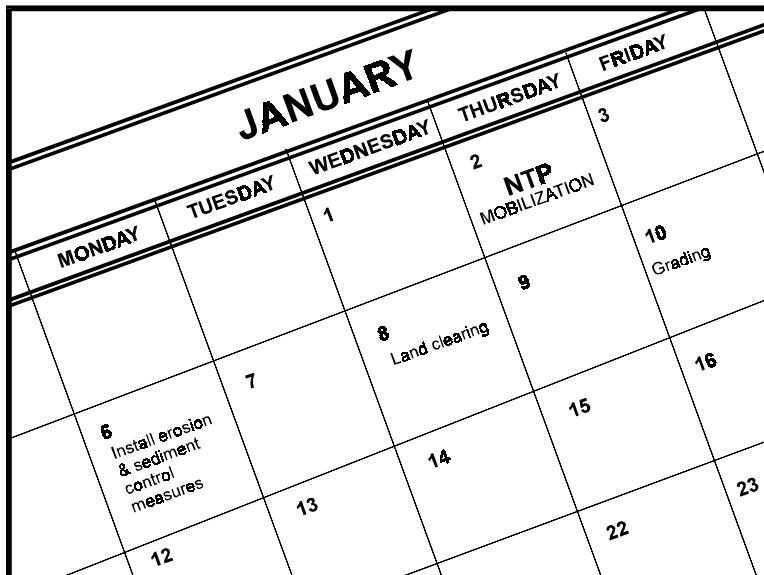 JANUARY
MONDAY
TUESDAY
WEDNESDAY
THURSDAY
FRIDAY
1
2
NTP
MOBILIZATION
3
6
Install erosion
& sediment
control
measures
7
8
Land clearing
9
10
Grading
12
13
14
15
16
22
23